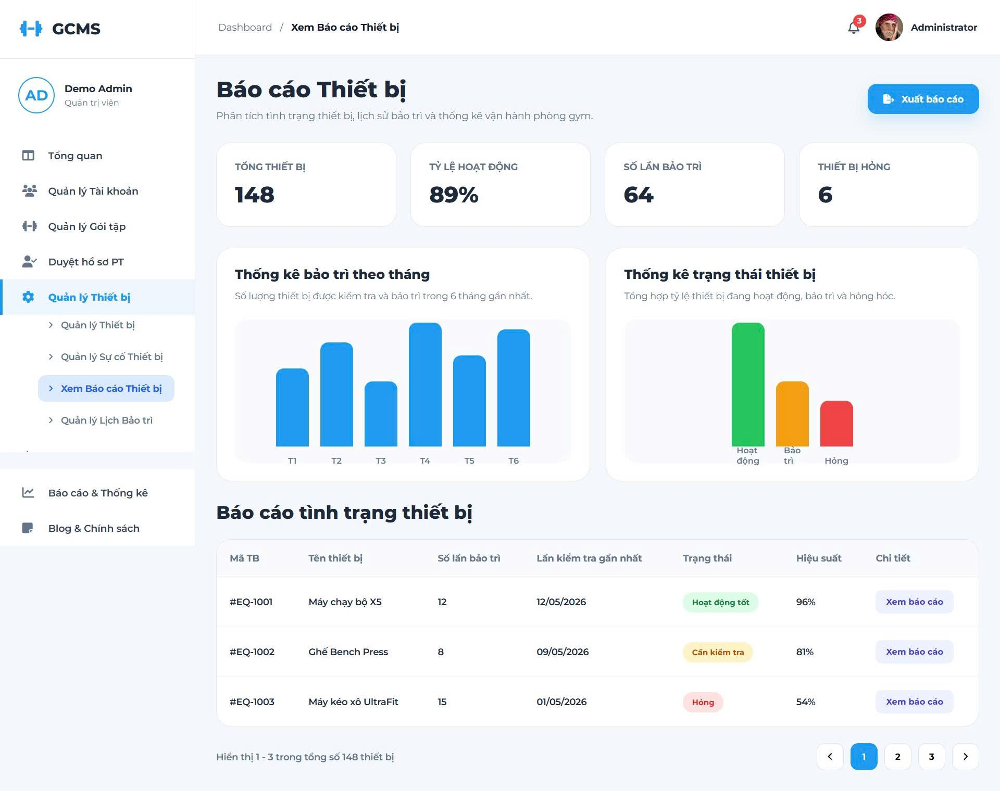 GCMS
Dashboard / Xem Báo cáo Thiết bị
3
Administrator
AD
Demo Admin
Quản trị viên
Tổng quan
Quản lý Tài khoản
Quản lý Gói tập
Duyệt hồ sơ PT
Quản lý Thiết bị
Quản lý Thiết bị
Quản lý Sự cố Thiết bị
Xem Báo cáo Thiết bị
Quản lý Lịch Bảo trì
Báo cáo & Thống kê
Blog & Chính sách
Báo cáo Thiết bị
Phân tích tình trạng thiết bị, lịch sử bảo trì và thống kê vận hành phòng gym.
Xuất báo cáo
TỔNG THIẾT BỊ
148
TỶ LỆ HOẠT ĐỘNG
89%
SỐ LẦN BẢO TRÌ
64
THIẾT BỊ HỎNG
6
Thống kê bảo trì theo tháng
Số lượng thiết bị được kiểm tra và bảo trì trong 6 tháng gần nhất.
T1 T2 T3 T4 T5 T6
Thống kê trạng thái thiết bị
Tổng hợp tỷ lệ thiết bị đang hoạt động, bảo trì và hỏng hóc.
Hoạt động
Bảo trì
Hỏng
Báo cáo tình trạng thiết bị
Mã TB Tên thiết bị Số lần bảo trì Lần kiểm tra gần nhất Trạng thái Hiệu suất Chi tiết
#EQ-1001 Máy chạy bộ X5 12 12/05/2026 Hoạt động tốt 96% Xem báo cáo
#EQ-1002 Ghế Bench Press 8 09/05/2026 Cần kiểm tra 81% Xem báo cáo
#EQ-1003 Máy kéo xô UltraFit 15 01/05/2026 Hỏng 54% Xem báo cáo
Hiển thị 1 - 3 trong tổng số 148 thiết bị
1 2 3